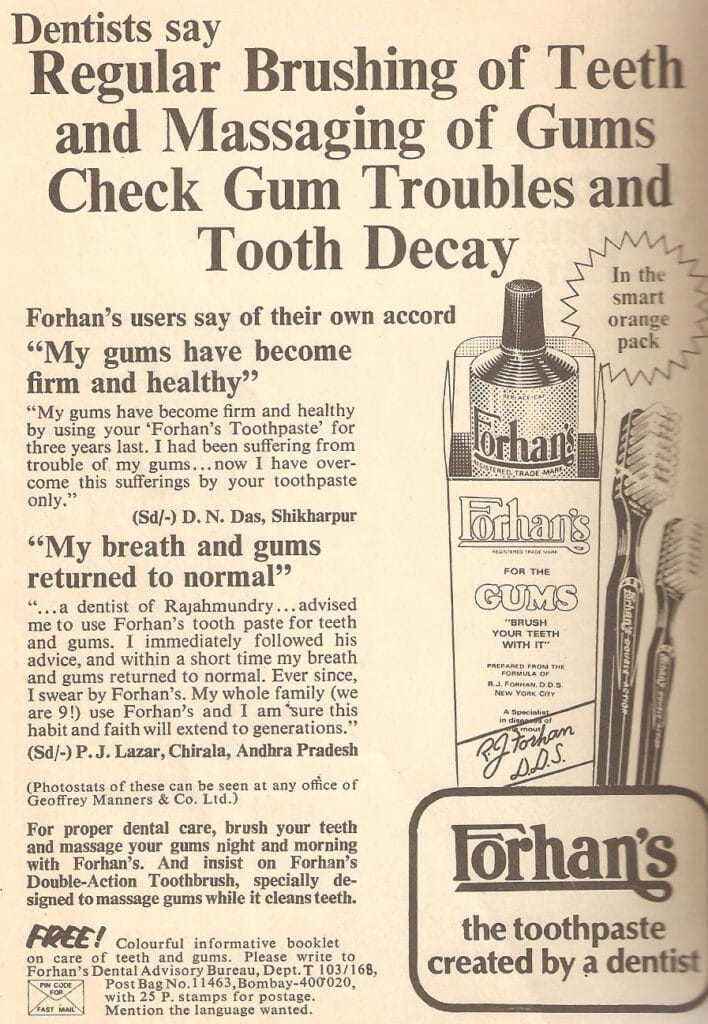 Dentists say
Regular Brushing of Teeth
and Massaging of Gums
Check Gum Troubles and
Tooth Decay
In the
smart
orange
pack
Forhan's users say of their own accord
“My gums have become
firm and healthy”
“My gums have become firm and healthy
by using your ‘Forhan's Toothpaste’ for
three years last. I had been suffering from
trouble of my gums...now I have over-
come this sufferings by your toothpaste
only.”
(Sd/-) D. N. Das, Shikharpur
“My breath and gums
returned to normal”
“...a dentist of Rajahmundry...advised
me to use Forhan's tooth paste for teeth
and gums. I immediately followed his
advice, and within a short time my breath
and gums returned to normal. Ever since,
I swear by Forhan's. My whole family (we
are 9!) use Forhan's and I am sure this
habit and faith will extend to generations.”
(Sd/-) P. J. Lazar, Chirala, Andhra Pradesh
(Photostats of these can be seen at any office of
Geoffrey Manners & Co. Ltd.)
For proper dental care, brush your teeth
and massage your gums night and morning
with Forhan's. And insist on Forhan's
Double-Action Toothbrush, specially de-
signed to massage gums while it cleans teeth.
FREE! Colourful informative booklet
on care of teeth and gums. Please write to
Forhan's Dental Advisory Bureau, Dept. T 103/168,
Post Bag No. 11463, Bombay-400 020,
with 25 P. stamps for postage.
Mention the language wanted.
PIN CODE
FOR
FAST MAIL
REPLACE CAP
Forhan's
REGISTERED TRADE MARK
Forhan's
REGISTERED TRADE MARK
FOR THE
GUMS
"BRUSH
YOUR TEETH
WITH IT"
PREPARED FROM THE
FORMULA OF
R.J. FORHAN, D.D.S.
NEW YORK CITY
A Specialist
in diseases of
mout
R.J. Forhan
D.D.S.
Forhan's DOUBLE ACTION
Forhan's DOUBLE ACTION
Forhan's
the toothpaste
created by a dentist